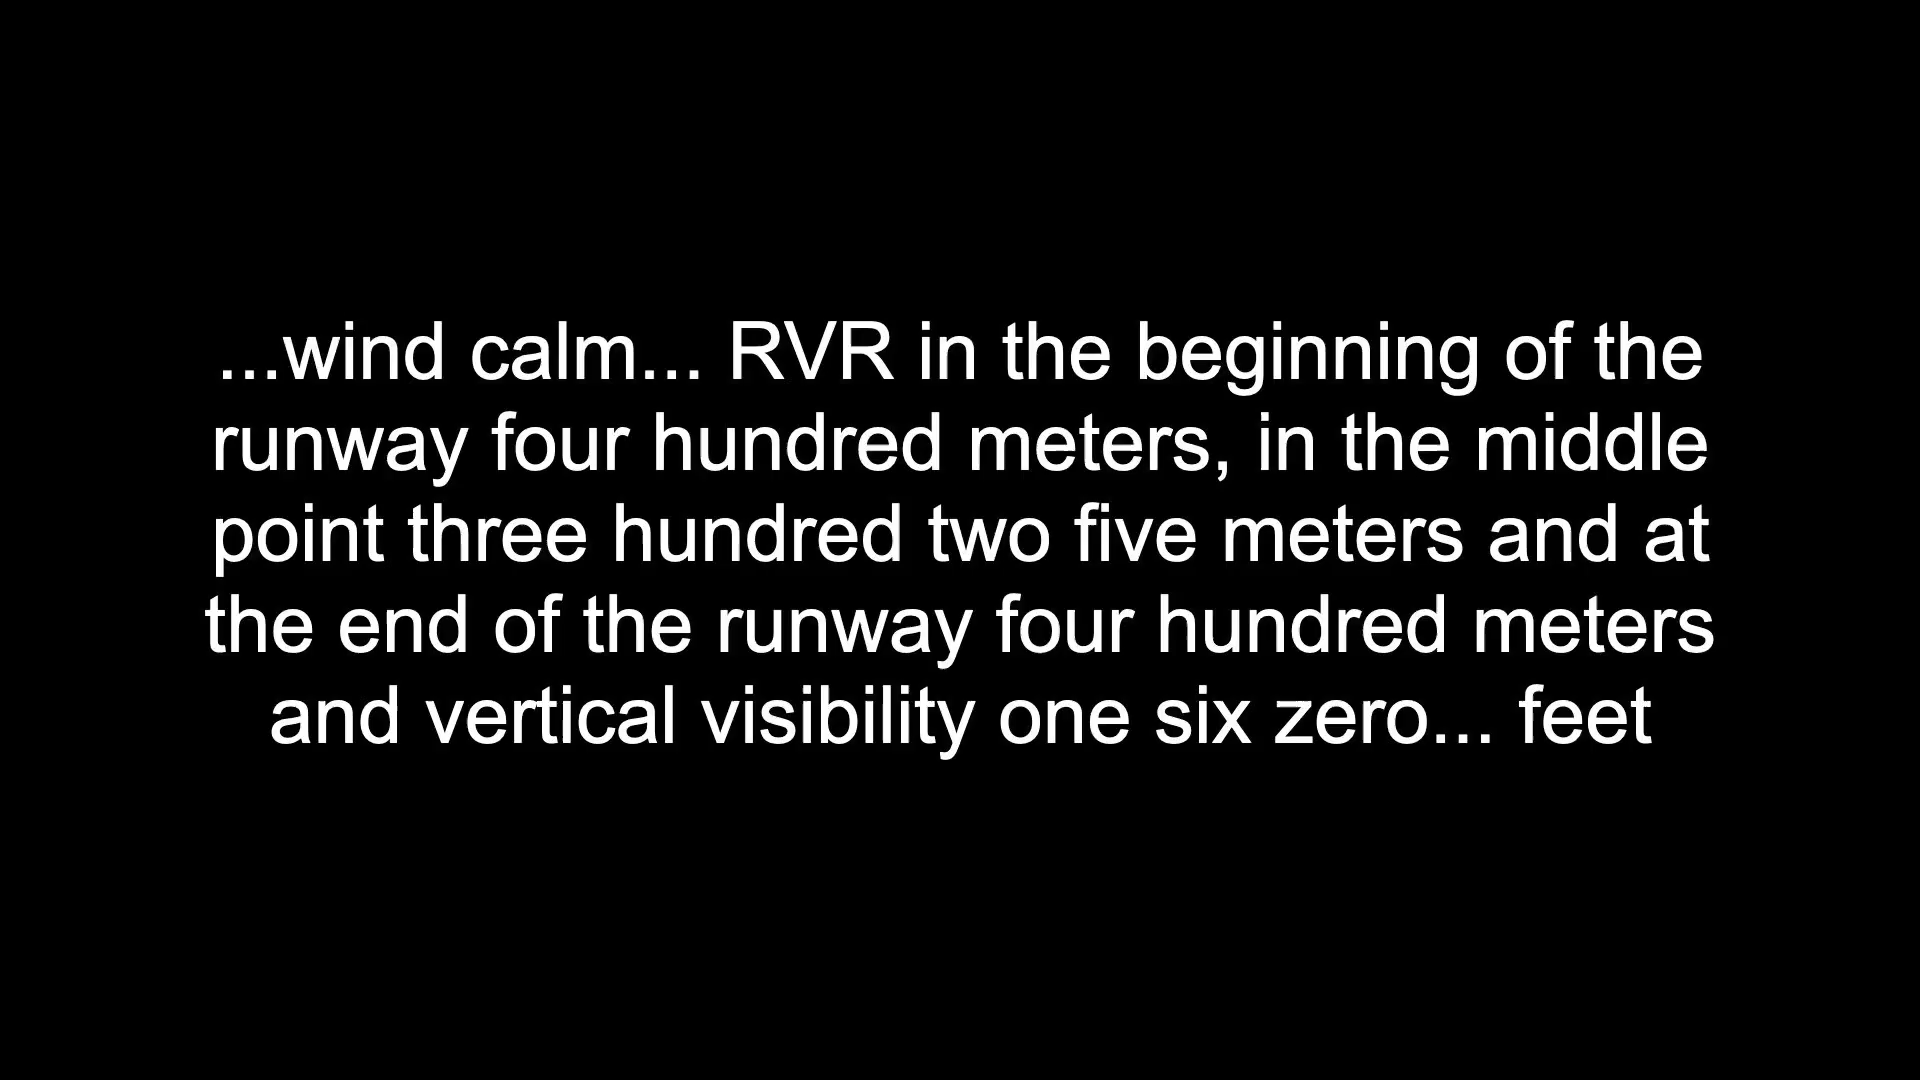 ...wind calm... RVR in the beginning of the
runway four hundred meters, in the middle
point three hundred two five meters and at
the end of the runway four hundred meters
and vertical visibility one six zero... feet